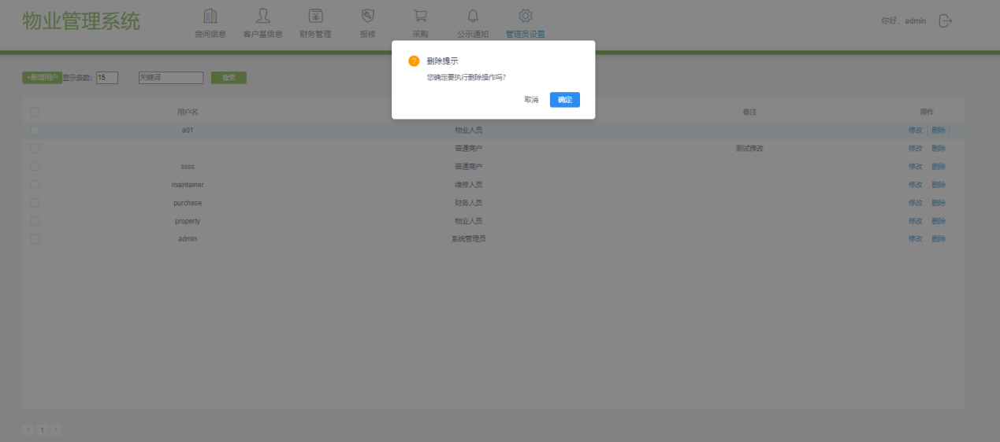 物业管理系统
房间信息
客户基信息
财务管理
报修
采购
公示通知
管理员设置
你好，admin
删除提示
您确定要执行删除操作吗?
取消
确定
+新增用户
显示条数:
15
关键词
搜索
用户名
备注
操作
a01
物业人员
修改
删除
普通商户
测试修改
修改
删除
ssss
普通商户
修改
删除
maintainer
维修人员
修改
删除
purchase
财务人员
修改
删除
property
物业人员
修改
删除
admin
系统管理员
修改
删除
1